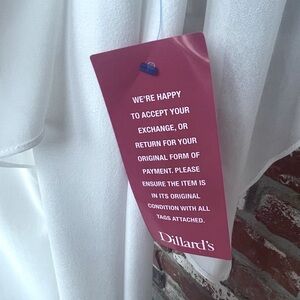 WE'RE HAPPY
TO ACCEPT YOUR
EXCHANGE, OR
RETURN FOR YOUR
ORIGINAL FORM OF
PAYMENT. PLEASE
ENSURE THE ITEM IS
IN ITS ORIGINAL
CONDITION WITH ALL
TAGS ATTACHED.
Dillard's